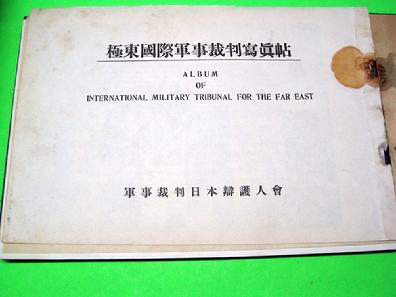 極東國際軍事裁判寫眞帖
ALBUM
OF
INTERNATIONAL MILITARY TRIBUNAL FOR THE FAR EAST
軍事裁判日本辯護人會